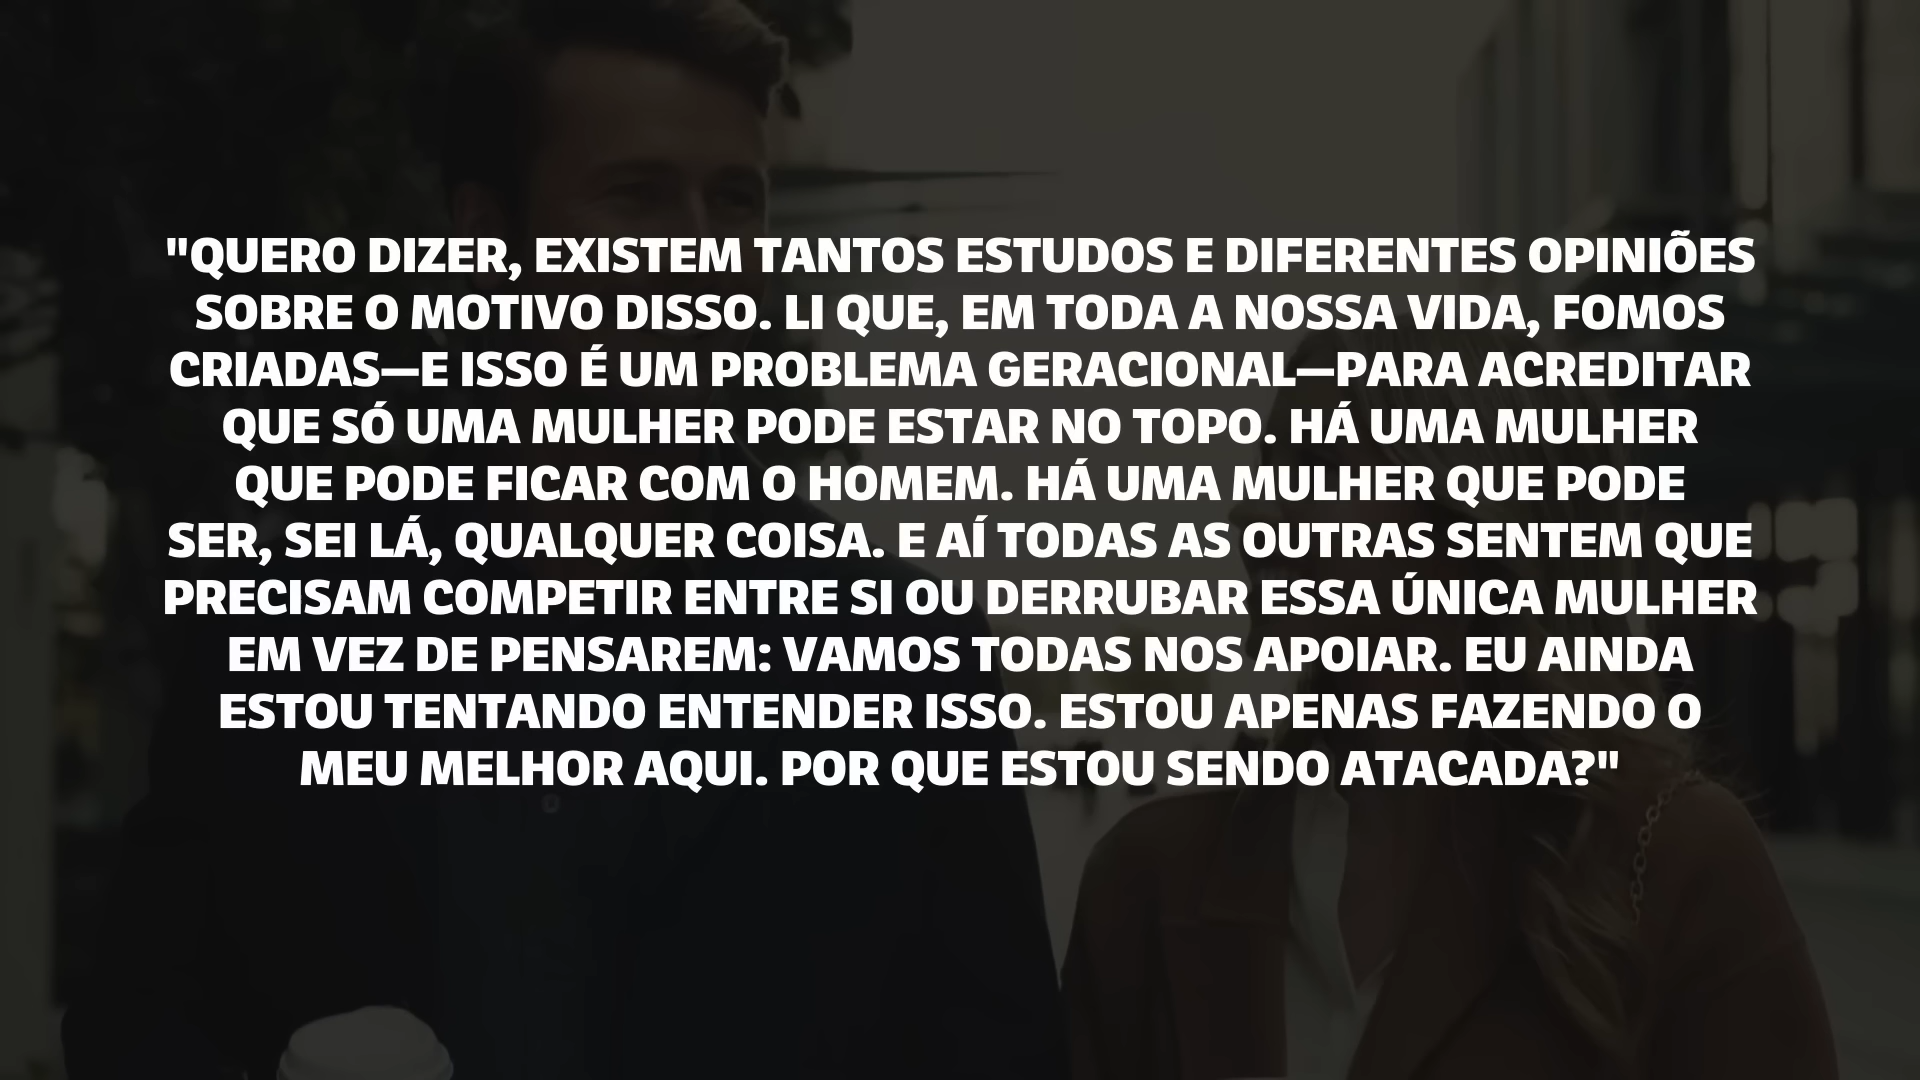 "QUERO DIZER, EXISTEM TANTOS ESTUDOS E DIFERENTES OPINIÕES
SOBRE O MOTIVO DISSO. LI QUE, EM TODA A NOSSA VIDA, FOMOS
CRIADAS—E ISSO É UM PROBLEMA GERACIONAL—PARA ACREDITAR
QUE SÓ UMA MULHER PODE ESTAR NO TOPO. HÁ UMA MULHER
QUE PODE FICAR COM O HOMEM. HÁ UMA MULHER QUE PODE
SER, SEI LÁ, QUALQUER COISA. E AÍ TODAS AS OUTRAS SENTEM QUE
PRECISAM COMPETIR ENTRE SI OU DERRUBAR ESSA ÚNICA MULHER
EM VEZ DE PENSAREM: VAMOS TODAS NOS APOIAR. EU AINDA
ESTOU TENTANDO ENTENDER ISSO. ESTOU APENAS FAZENDO O
MEU MELHOR AQUI. POR QUE ESTOU SENDO ATACADA?"